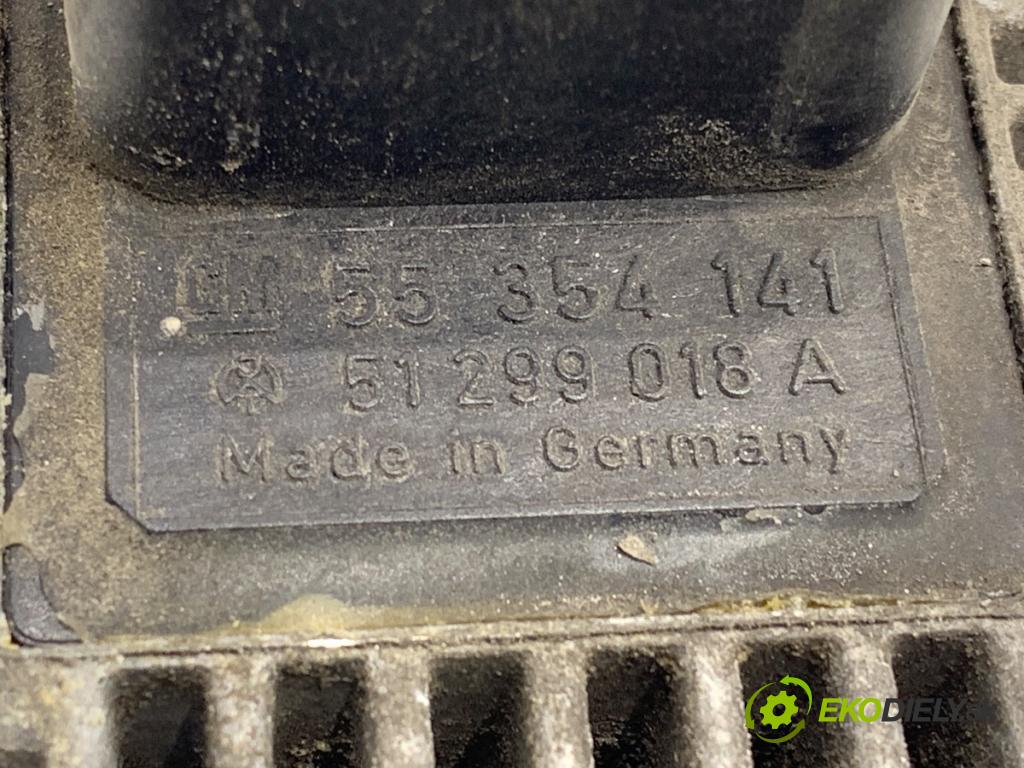 GM 55 354 141
51 299 018 A
Made in Germany
EKODIELY